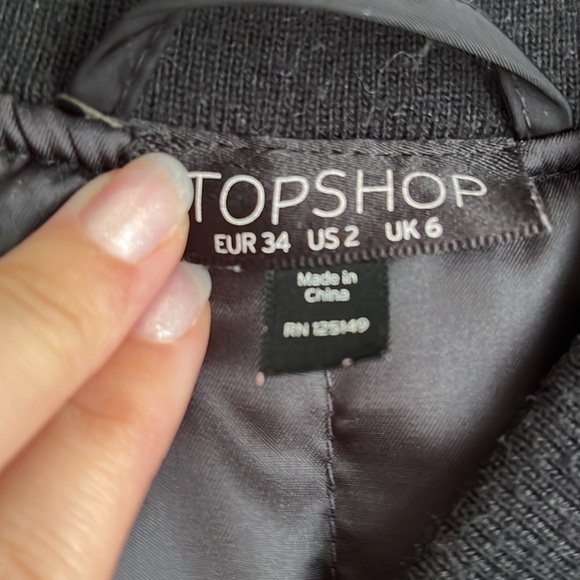 TOPSHOP
EUR 34 US 2 UK 6
Made in
China
RN 125149